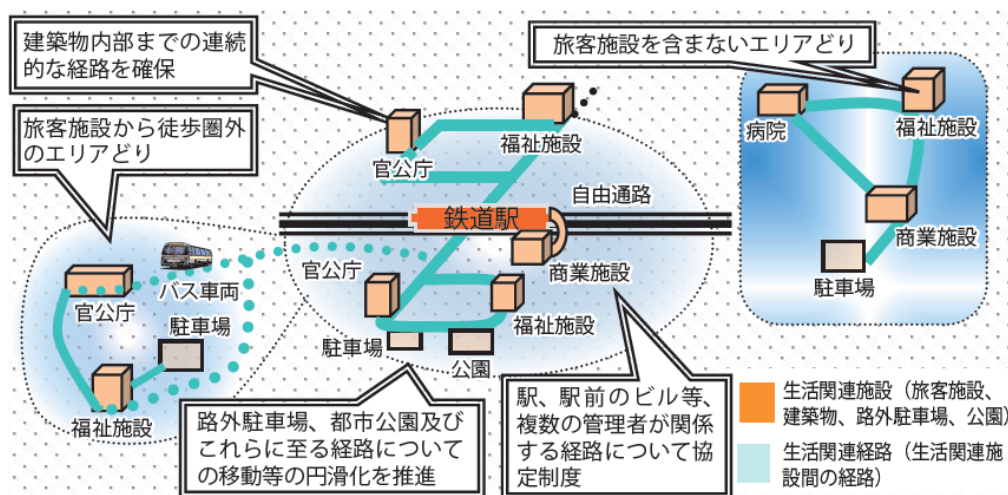 建築物内部までの連続
的な経路を確保
旅客施設を含まないエリアどり
旅客施設から徒歩圏外
のエリアどり
官公庁
福祉施設
病院
福祉施設
自由通路
鉄道駅
商業施設
商業施設
駐車場
官公庁
バス車両
官公庁
駐車場
福祉施設
福祉施設
駐車場
公園
路外駐車場、都市公園及び
これらに至る経路について
の移動等の円滑化を推進
駅、駅前のビル等、
複数の管理者が関係
する経路について協
定制度
生活関連施設（旅客施設、
建築物、路外駐車場、公園）
生活関連経路（生活関連施
設間の経路）